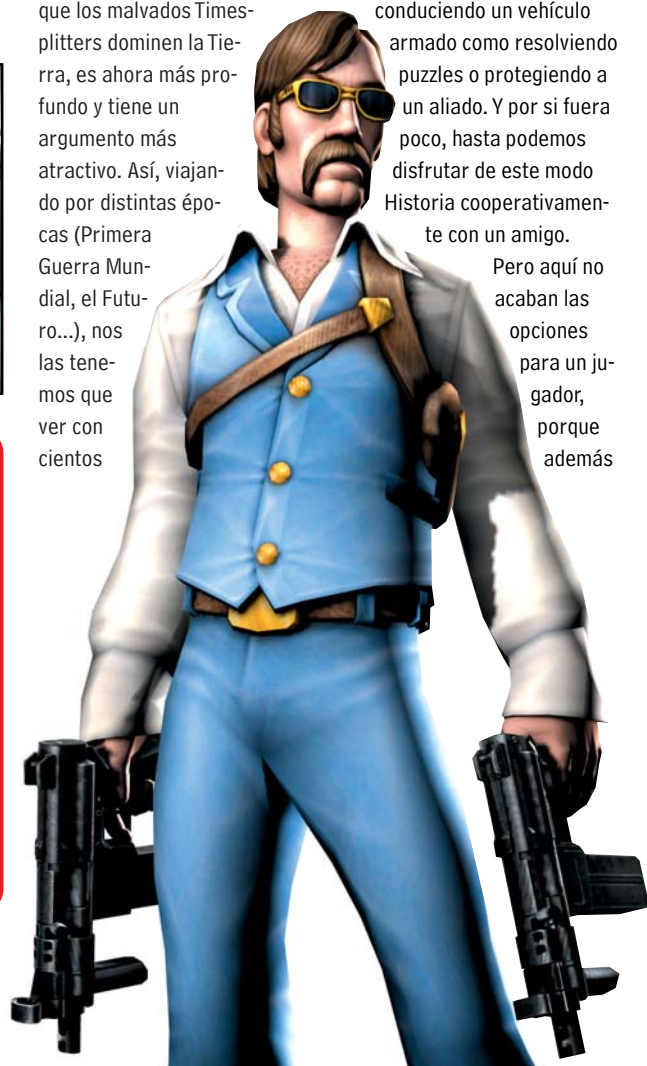 que los malvados Times-
plitters dominen la Tie-
rra, es ahora más pro-
fundo y tiene un
argumento más
atractivo. Así, viajan-
do por distintas épo-
cas (Primera
Guerra Mun-
dial, el Futu-
ro...), nos
las tene-
mos que
ver con
cientos
conduciendo un vehículo
armado como resolviendo
puzzles o protegiendo a
un aliado. Y por si fuera
poco, hasta podemos
disfrutar de este modo
Historia cooperativamen-
te con un amigo.
Pero aquí no
acaban las
opciones
para un ju-
gador,
porque
además